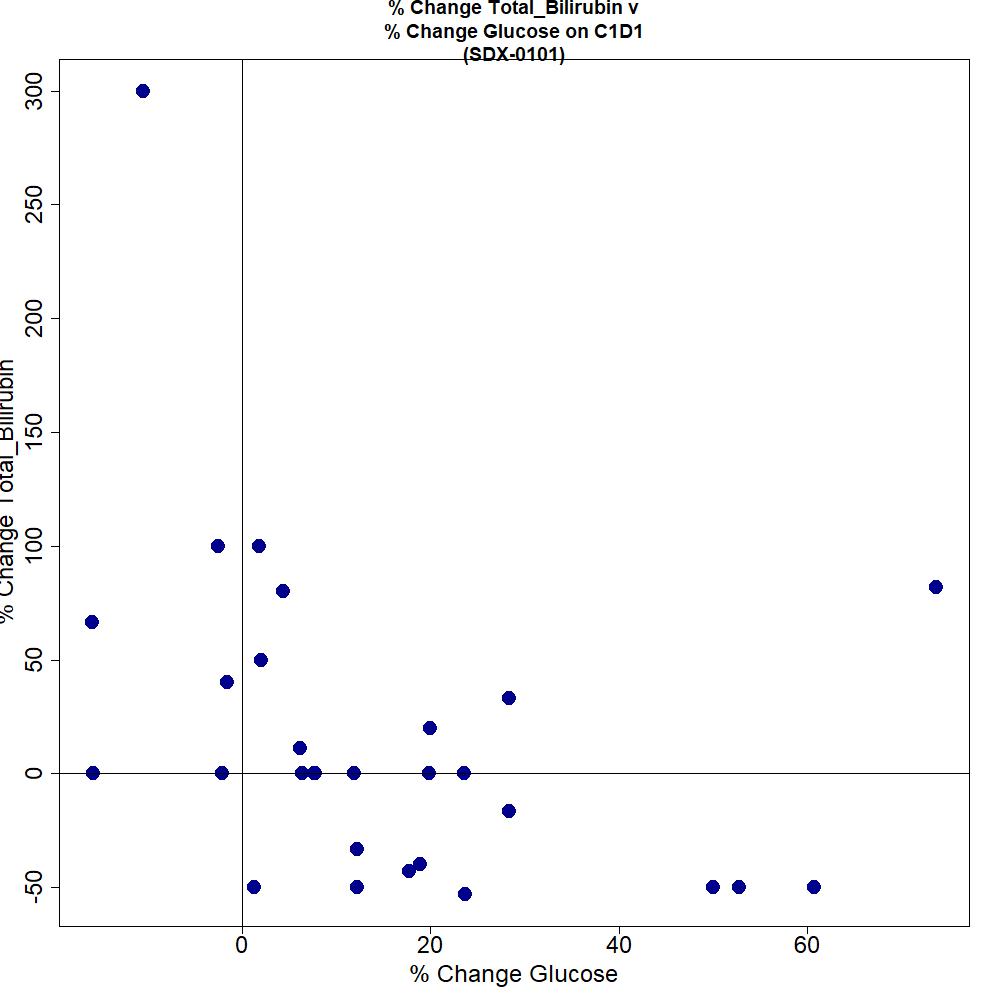 % Change Total_Bilirubin v
% Change Glucose on C1D1
(SDX-0101)
% Change Total_Bilirubin
300
250
200
150
100
50
0
-50
0 20 40 60
% Change Glucose